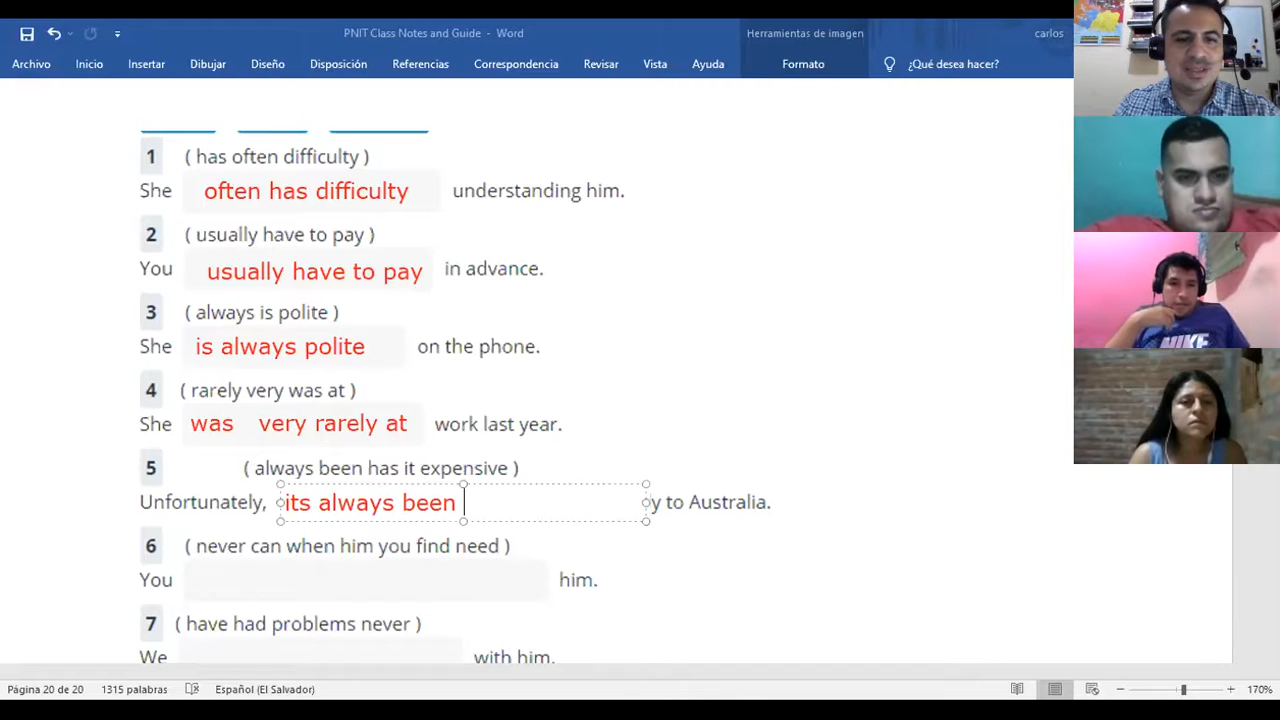 PNIT Class Notes and Guide - Word
Herramientas de imagen
carlos
Archivo Inicio Insertar Dibujar Diseño Disposición Referencias Correspondencia Revisar Vista Ayuda Formato ¿Qué desea hacer?
1 ( has often difficulty )
She often has difficulty understanding him.
2 ( usually have to pay )
You usually have to pay in advance.
3 ( always is polite )
She is always polite on the phone.
4 ( rarely very was at )
She was very rarely at work last year.
5 ( always been has it expensive )
Unfortunately, its always been y to Australia.
6 ( never can when him you find need )
You him.
7 ( have had problems never )
We with him.
Página 20 de 20 1315 palabras Español (El Salvador) 170%